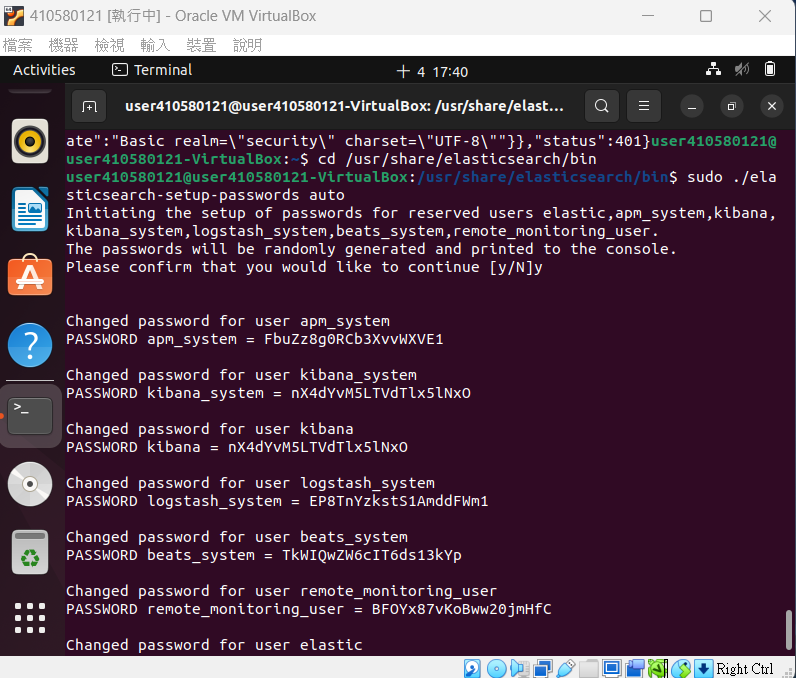 410580121 [執行中] - Oracle VM VirtualBox
檔案 機器 檢視 輸入 裝置 說明
Activities Terminal 十 4 17:40
user410580121@user410580121-VirtualBox: /usr/share/elast...
ate":"Basic realm=\"security\" charset=\"UTF-8\""}},"status":401}user410580121@
user410580121-VirtualBox:~$ cd /usr/share/elasticsearch/bin
user410580121@user410580121-VirtualBox:/usr/share/elasticsearch/bin$ sudo ./ela
sticsearch-setup-passwords auto
Initiating the setup of passwords for reserved users elastic,apm_system,kibana,
kibana_system,logstash_system,beats_system,remote_monitoring_user.
The passwords will be randomly generated and printed to the console.
Please confirm that you would like to continue [y/N]y
Changed password for user apm_system
PASSWORD apm_system = FbuZz8g0RCb3XvvWXVE1
Changed password for user kibana_system
PASSWORD kibana_system = nX4dYvM5LTVdTlx5lNxO
Changed password for user kibana
PASSWORD kibana = nX4dYvM5LTVdTlx5lNxO
Changed password for user logstash_system
PASSWORD logstash_system = EP8TnYzkstS1AmddFWm1
Changed password for user beats_system
PASSWORD beats_system = TkWIQwZW6cIT6ds13kYp
Changed password for user remote_monitoring_user
PASSWORD remote_monitoring_user = BFOYx87vKoBww20jmHfC
Changed password for user elastic
Right Ctrl